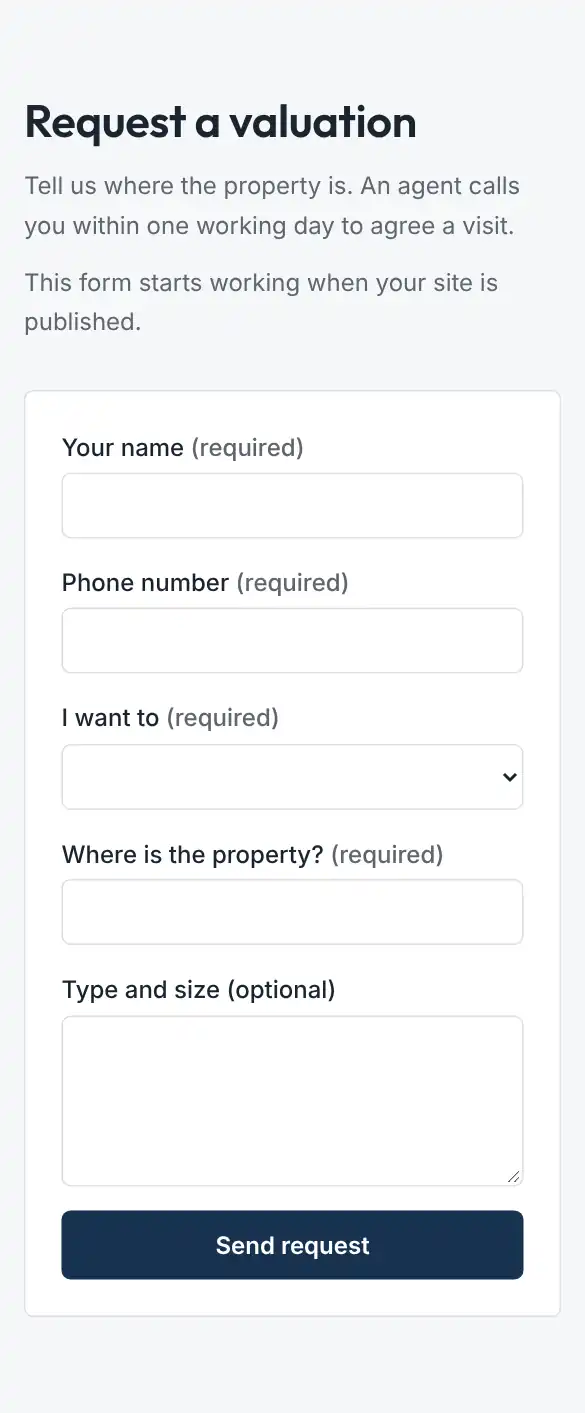 Request a valuation
Tell us where the property is. An agent calls
you within one working day to agree a visit.
This form starts working when your site is
published.
Your name (required)
Phone number (required)
I want to (required)
Where is the property? (required)
Type and size (optional)
Send request